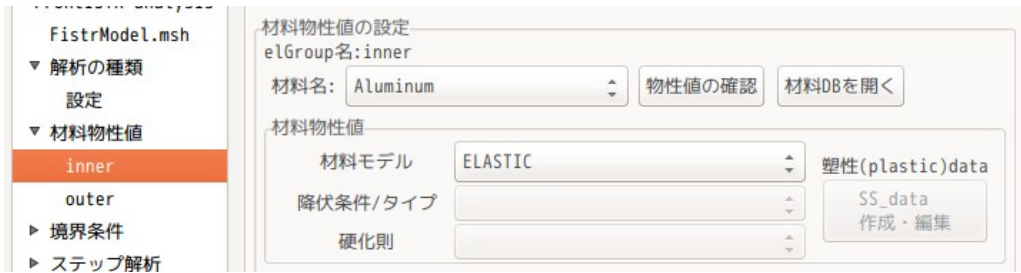 FistrModel.msh
▼ 解析の種類
設定
▼ 材料物性値
inner
outer
▶ 境界条件
▶ ステップ解析
材料物性値の設定
elGroup名:inner
材料名: Aluminum 物性値の確認 材料DBを開く
材料物性値
材料モデル ELASTIC 塑性(plastic)data
降伏条件/タイプ SS_data
作成・編集
硬化則